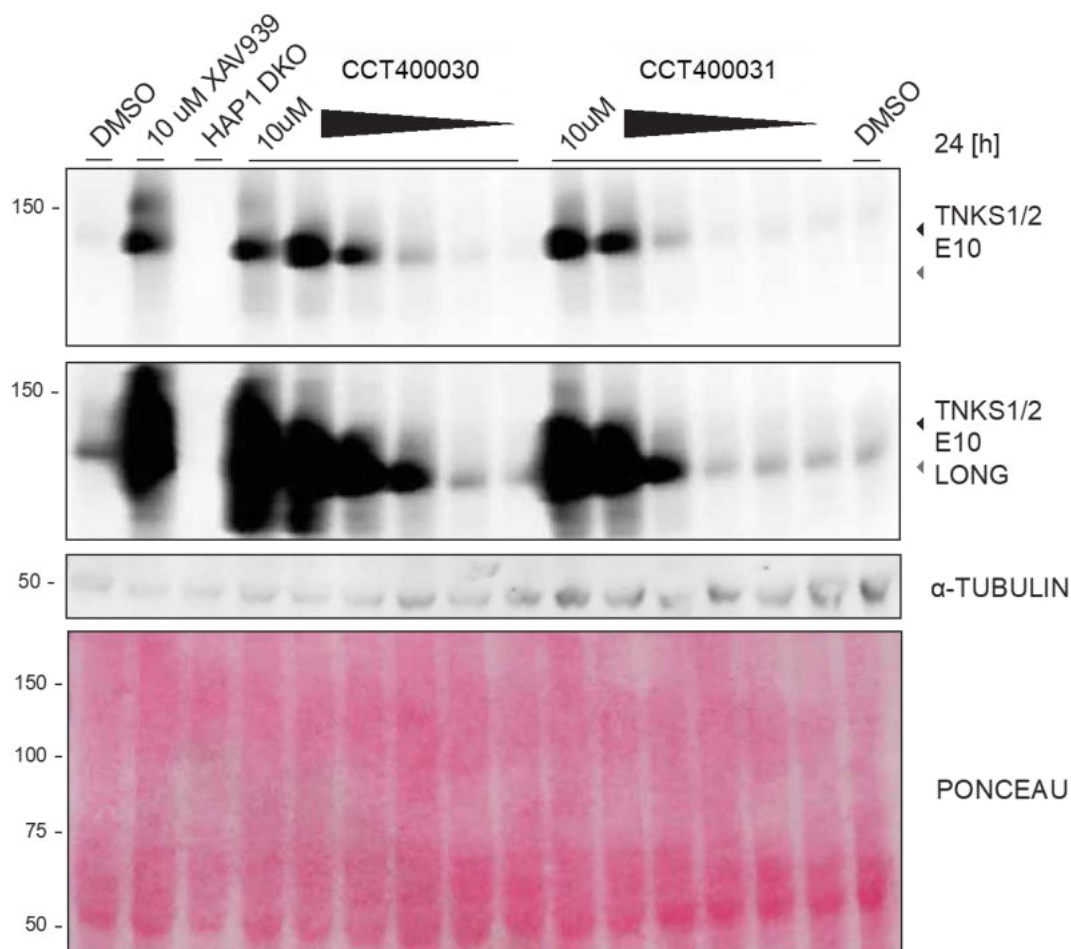 DMSO
10 uM XAV939
HAP1 DKO
10uM
CCT400030
10uM
CCT400031
DMSO
24 [h]
150 -
TNKS1/2
E10
150 -
TNKS1/2
E10
LONG
50 -
α-TUBULIN
150 -
100 -
75 -
50 -
PONCEAU